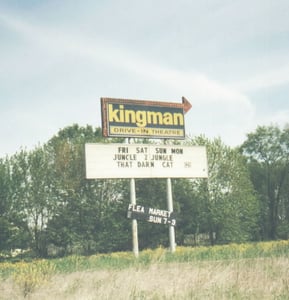 kingman
DRIVE-IN THEATRE
FRI SAT SUN MON
JUNGLE 2 JUNGLE
THAT DARN CAT
FLEA MARKET
SUN 7-3